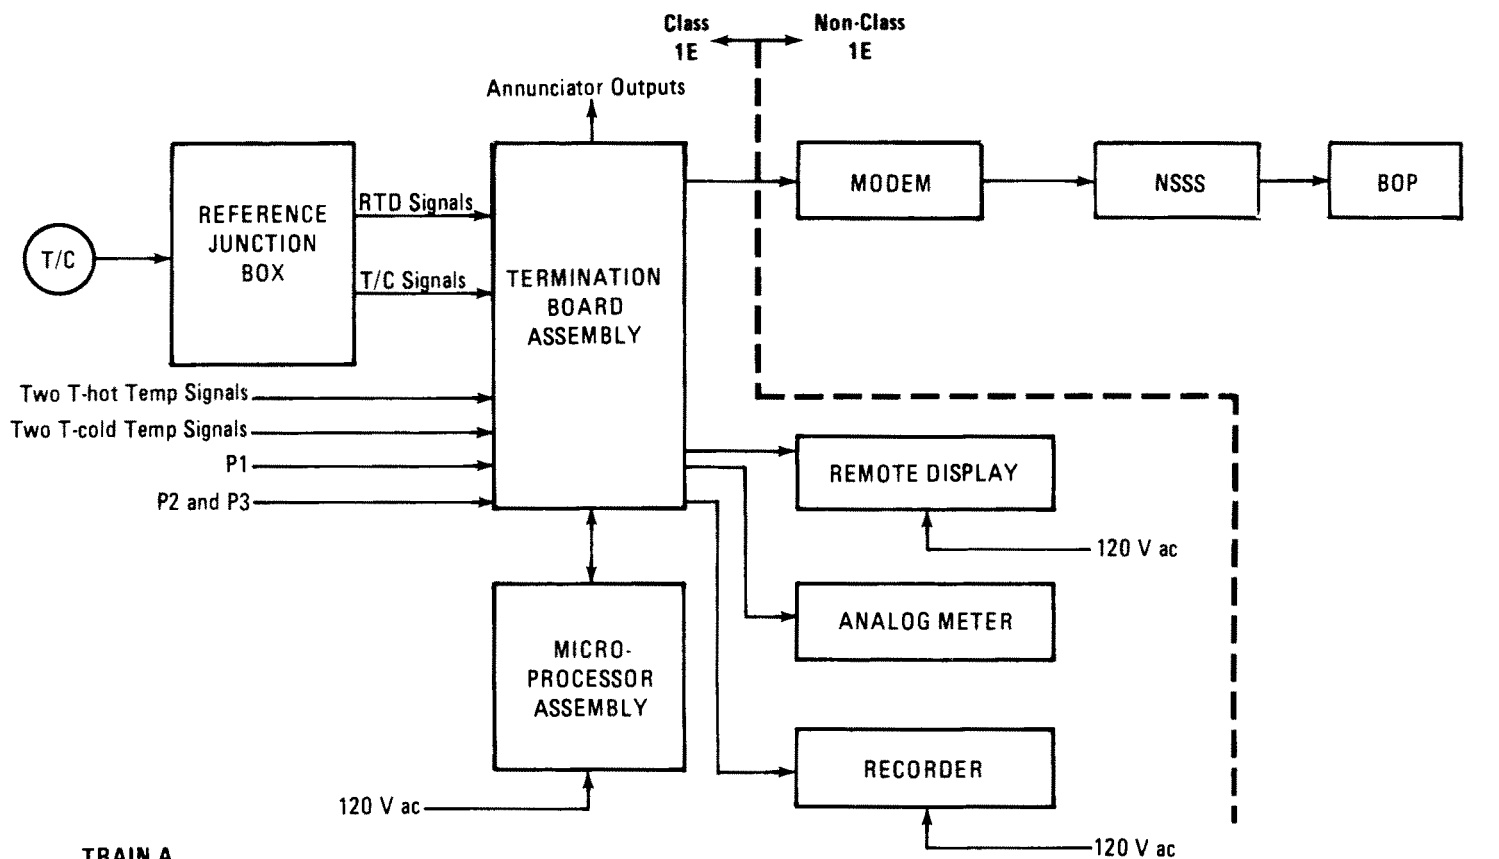 Class
1E
Non-Class
1E
Annunciator Outputs
T/C
REFERENCE
JUNCTION
BOX
RTD Signals
T/C Signals
TERMINATION
BOARD
ASSEMBLY
MODEM
NSSS
BOP
Two T-hot Temp Signals
Two T-cold Temp Signals
P1
P2 and P3
REMOTE DISPLAY
120 V ac
ANALOG METER
MICRO-
PROCESSOR
ASSEMBLY
RECORDER
120 V ac
120 V ac
TRAIN A